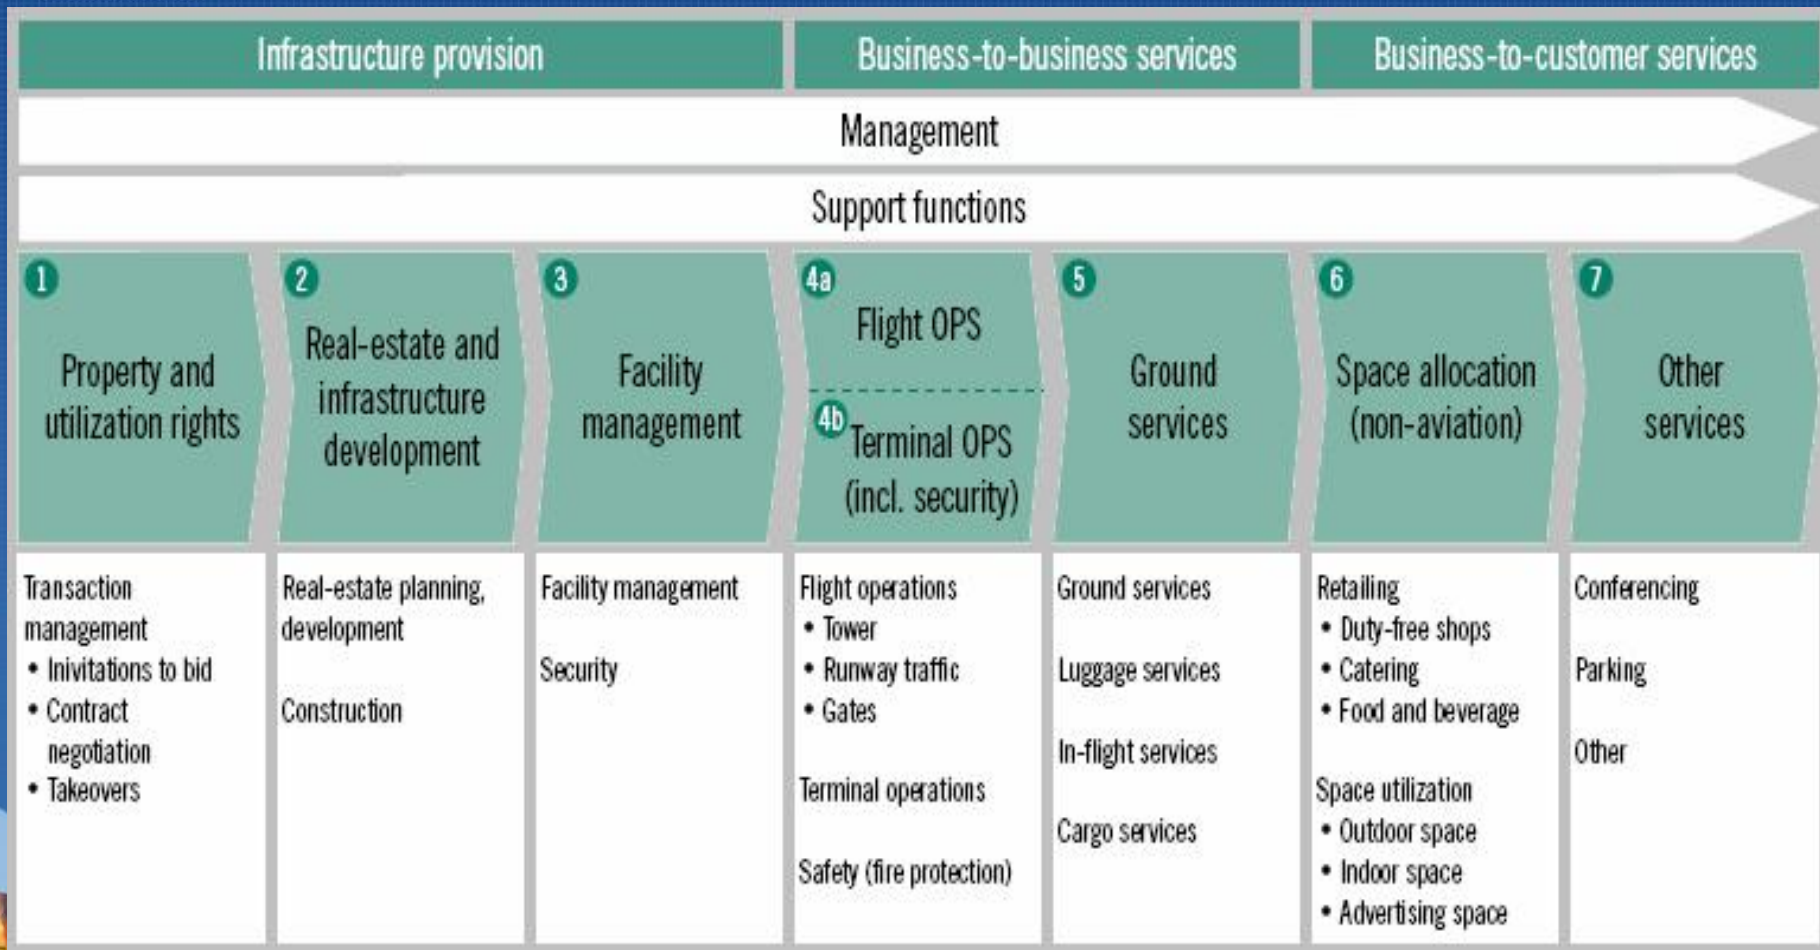 Infrastructure provision
Business-to-business services
Business-to-customer services
Management
Support functions
1
Property and
utilization rights
2
Real-estate and
infrastructure
development
3
Facility
management
4a
Flight OPS
4b
Terminal OPS
(incl. security)
5
Ground
services
6
Space allocation
(non-aviation)
7
Other
services
Transaction
management
• Inivitations to bid
• Contract
negotiation
• Takeovers
Real-estate planning,
development
Construction
Facility management
Security
Flight operations
• Tower
• Runway traffic
• Gates
Terminal operations
Safety (fire protection)
Ground services
Luggage services
In-flight services
Cargo services
Retailing
• Duty-free shops
• Catering
• Food and beverage
Space utilization
• Outdoor space
• Indoor space
• Advertising space
Conferencing
Parking
Other